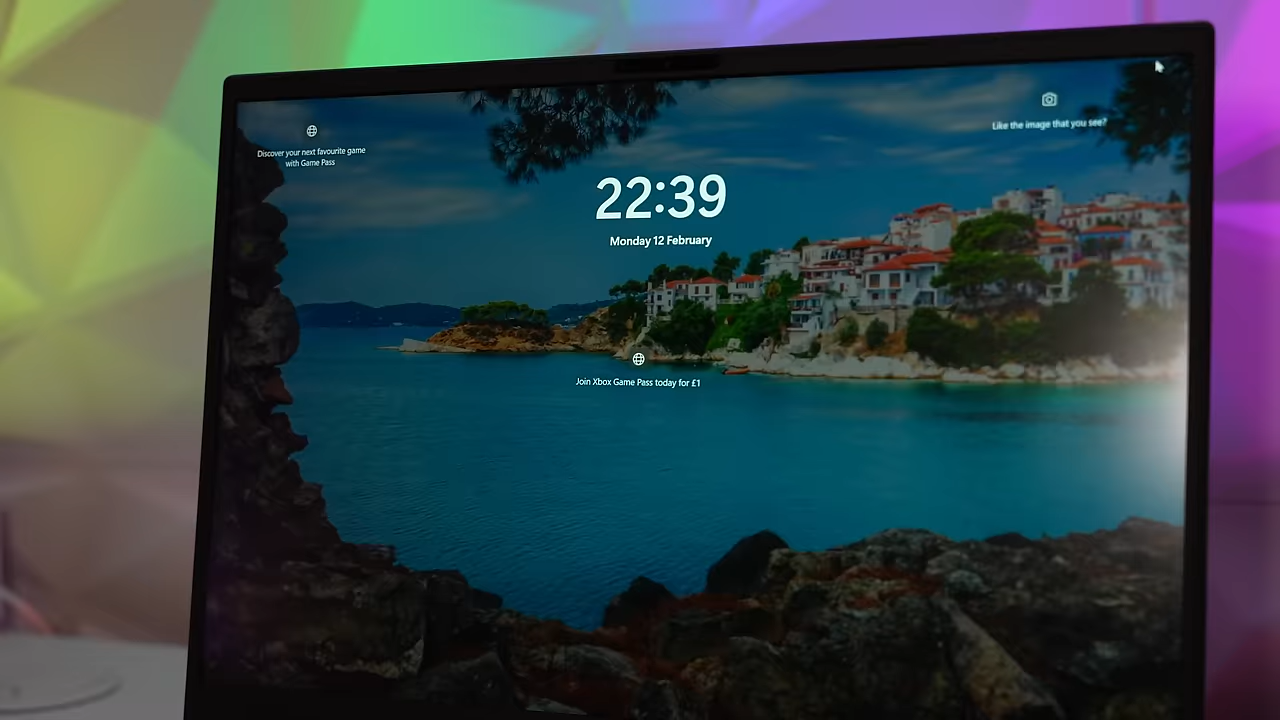 Discover your next favourite game
with Game Pass
Like the image that you see?
22:39
Monday 12 February
Join Xbox Game Pass today for £1